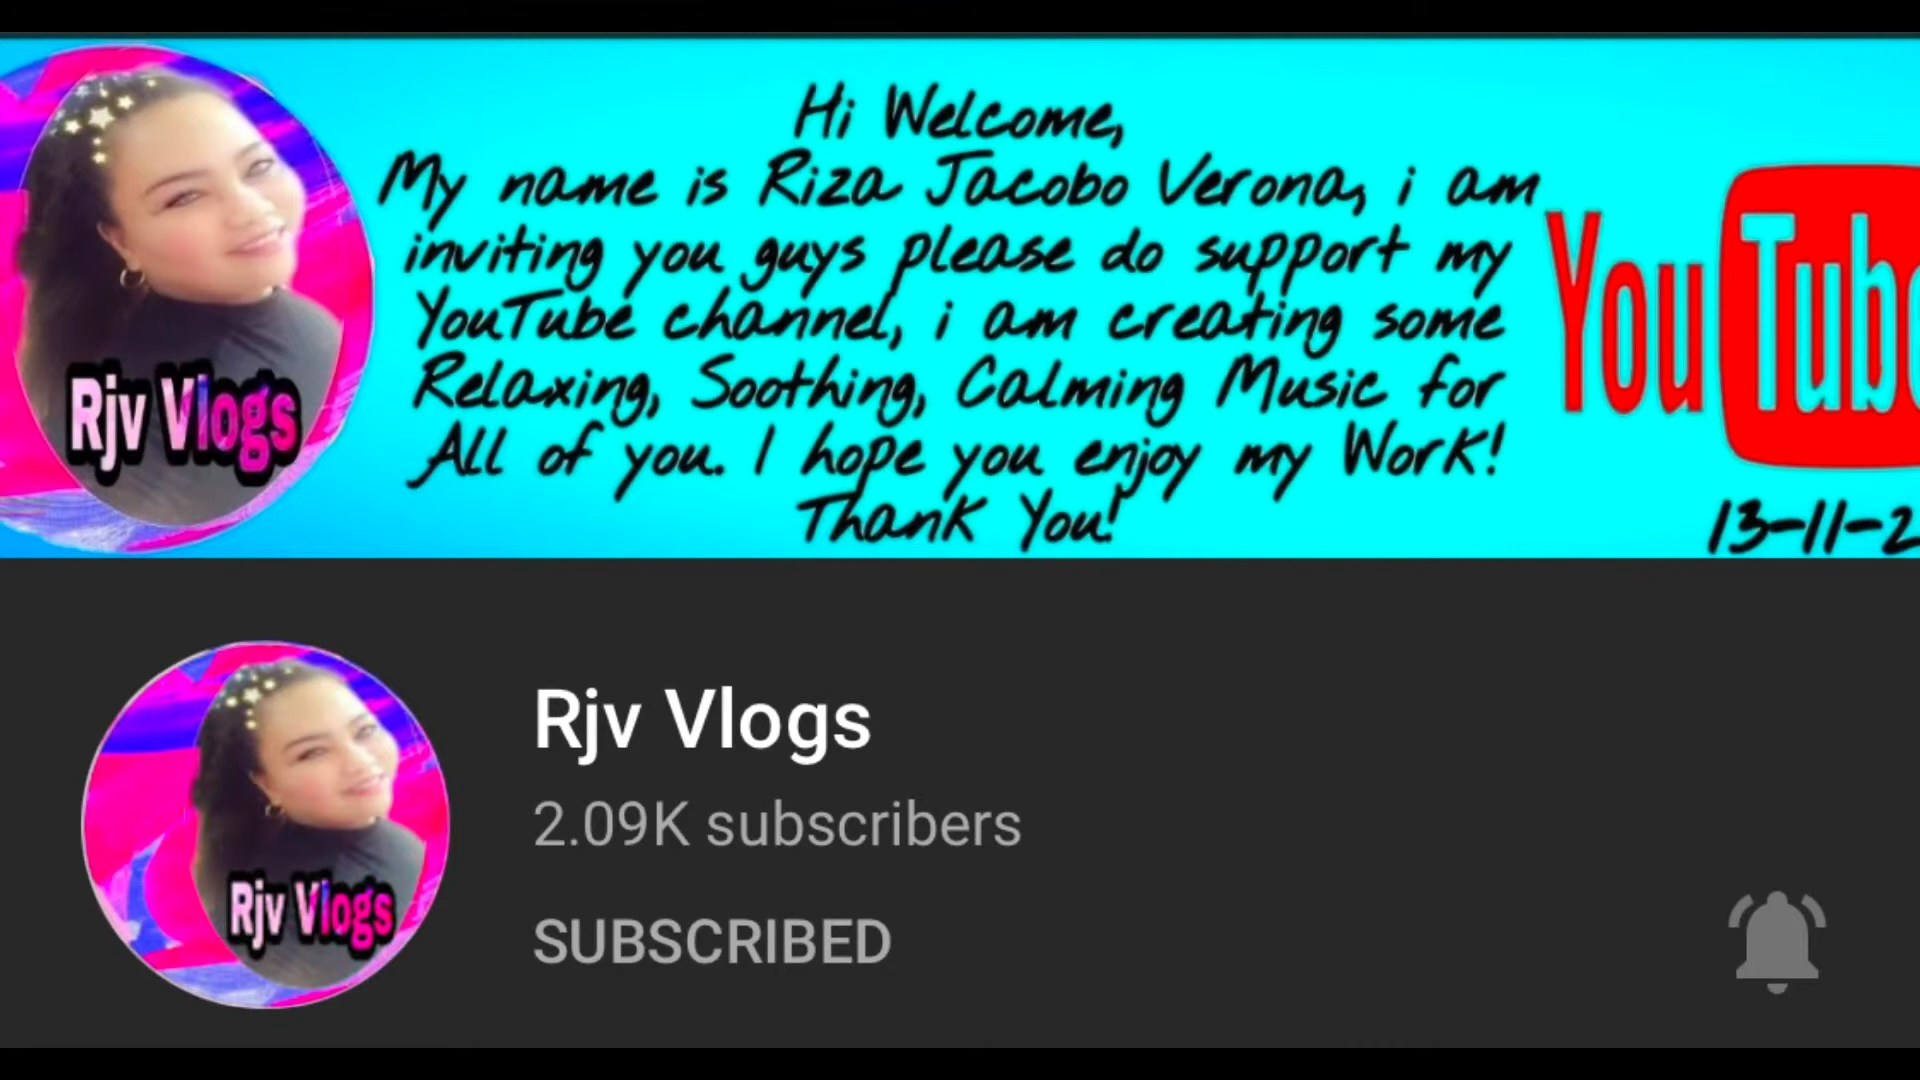 Hi Welcome,
My name is Riza Jacobo Verona, i am
inviting you guys please do support my
YouTube channel, i am creating some
Relaxing, Soothing, Calming Music for
All of you. I hope you enjoy my Work!
Thank You!
Rjv Vlogs
YouTube
13-11-2
Rjv Vlogs
2.09K subscribers
SUBSCRIBED
Rjv Vlogs